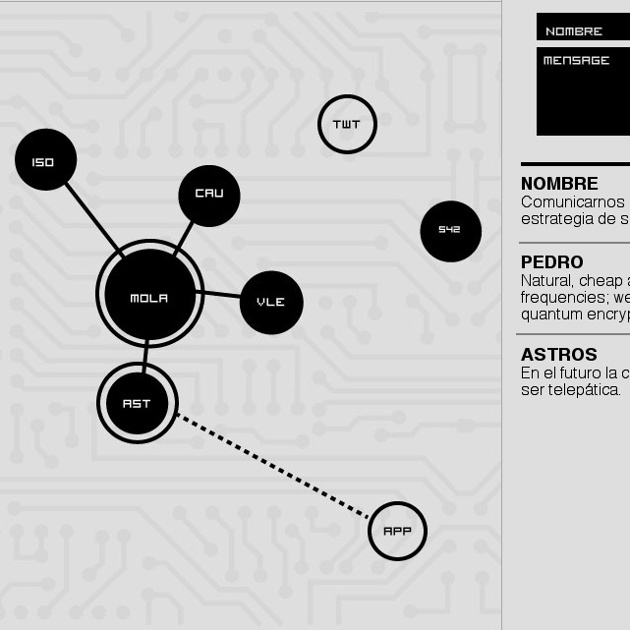 TWT
ISO
CAU
S42
MOLA
VLE
AST
APP
NOMBRE
MENSAGE
NOMBRE
Comunicarnos
estrategia de s
PEDRO
Natural, cheap a
frequencies; we
quantum encryp
ASTROS
En el futuro la c
ser telepática.